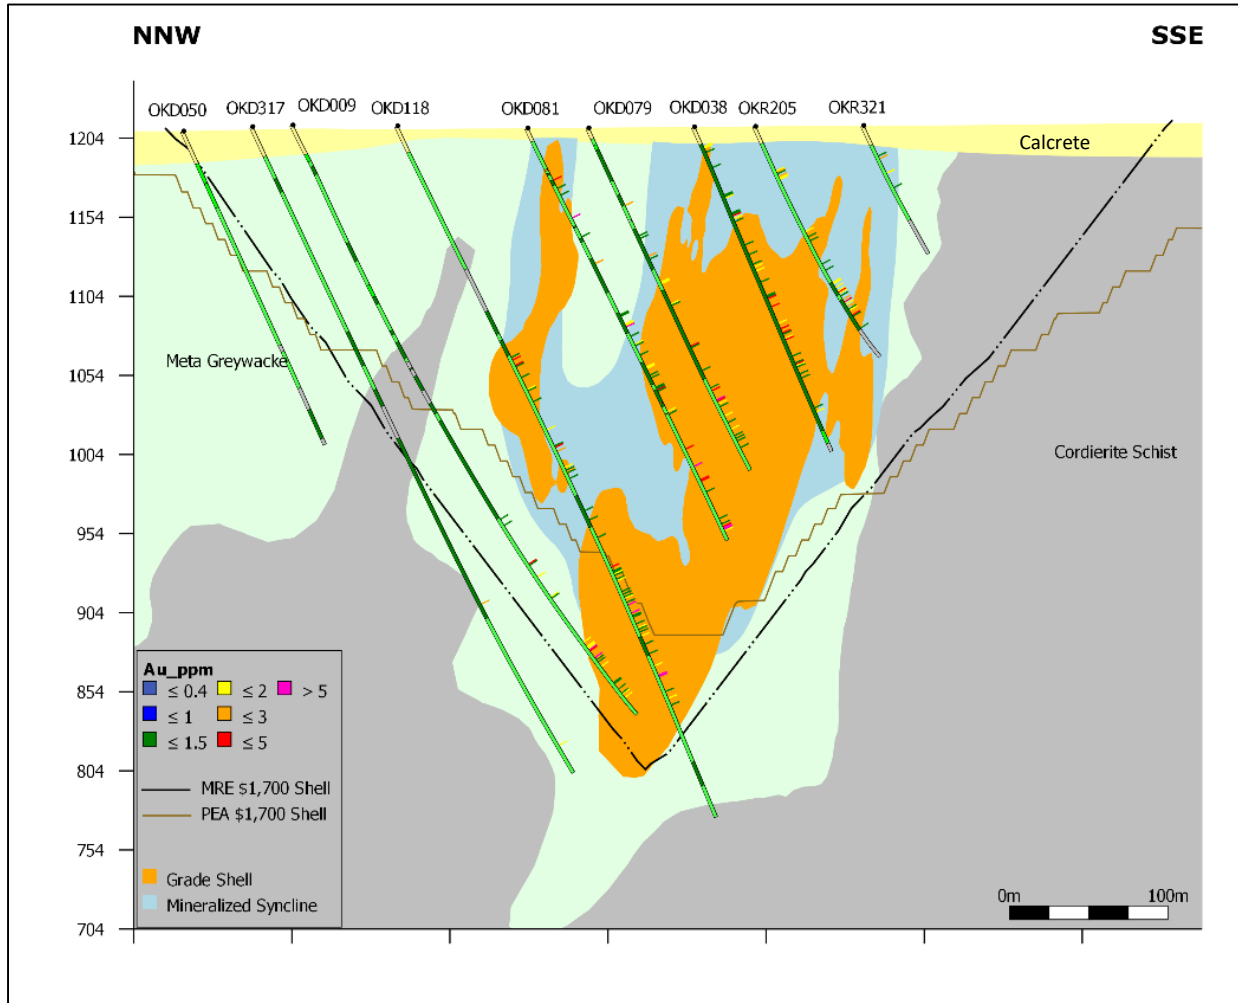 NNW
SSE
OKD050
OKD317
OKD009
OKD118
OKD081
OKD079
OKD038
OKR205
OKR321
1204
Calcrete
1154
1104
1054
Meta Greywacke
1004
Cordierite Schist
954
904
Au_ppm
≤ 0.4
≤ 2
> 5
≤ 1
≤ 3
≤ 1.5
≤ 5
854
804
MRE $1,700 Shell
PEA $1,700 Shell
754
Grade Shell
Mineralized Syncline
0m
100m
704